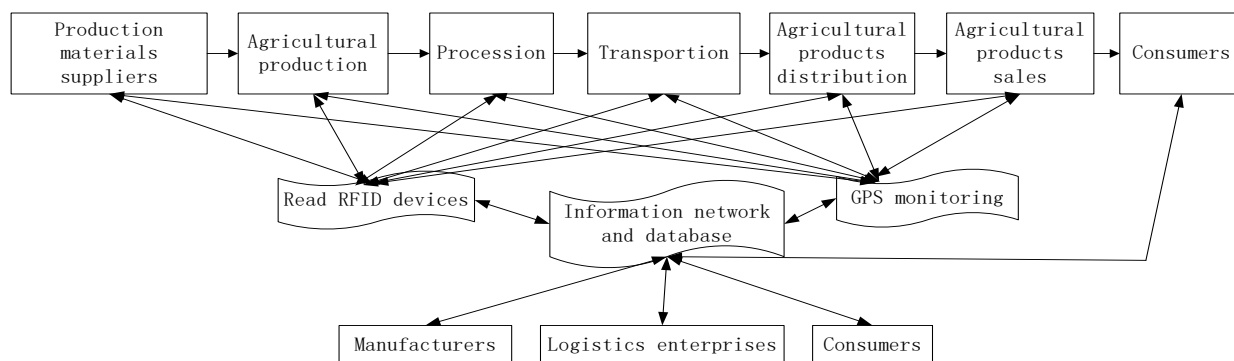 Production
materials
suppliers
Agricultural
production
Procession
Transportion
Agricultural
products
distribution
Agricultural
products
sales
Consumers
Read RFID devices
Information network
and database
GPS monitoring
Manufacturers
Logistics enterprises
Consumers